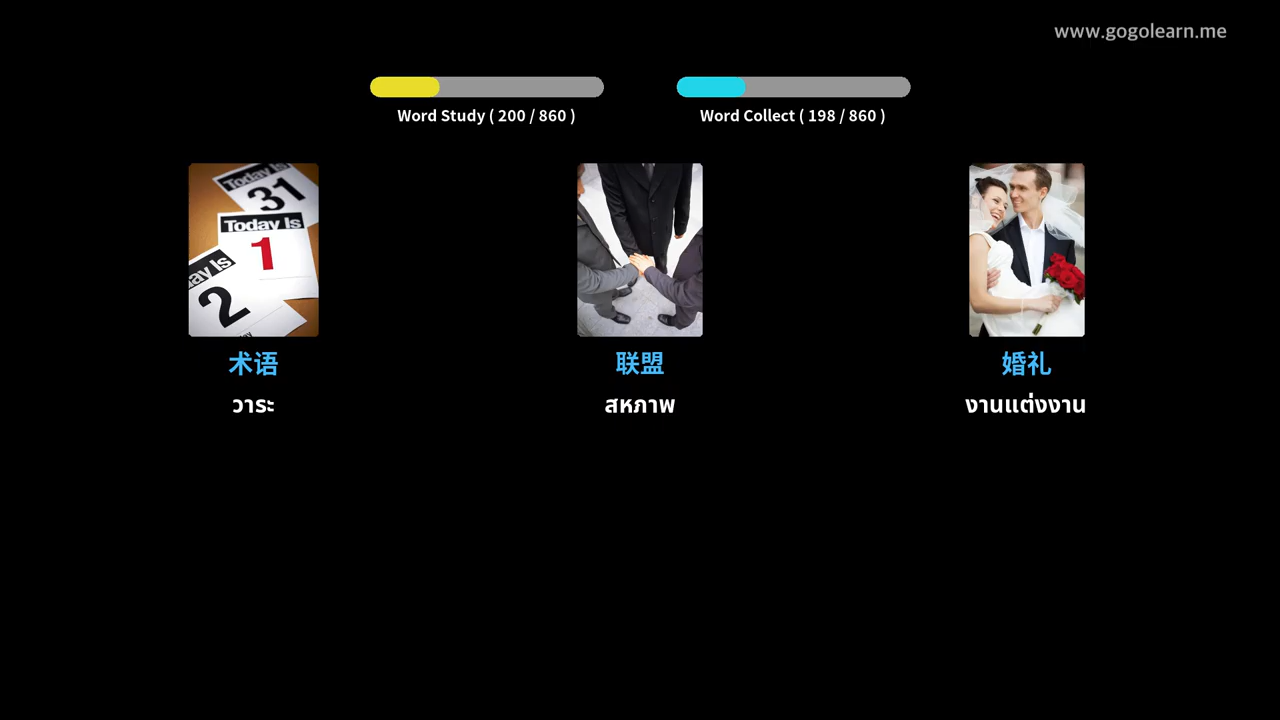 www.gogolearn.me
Word Study ( 200 / 860 )
Word Collect ( 198 / 860 )
Today Is
31
Today Is
1
ay Is
2
术语
联盟
婚礼
วาระ
สหภาพ
งานแต่งงาน